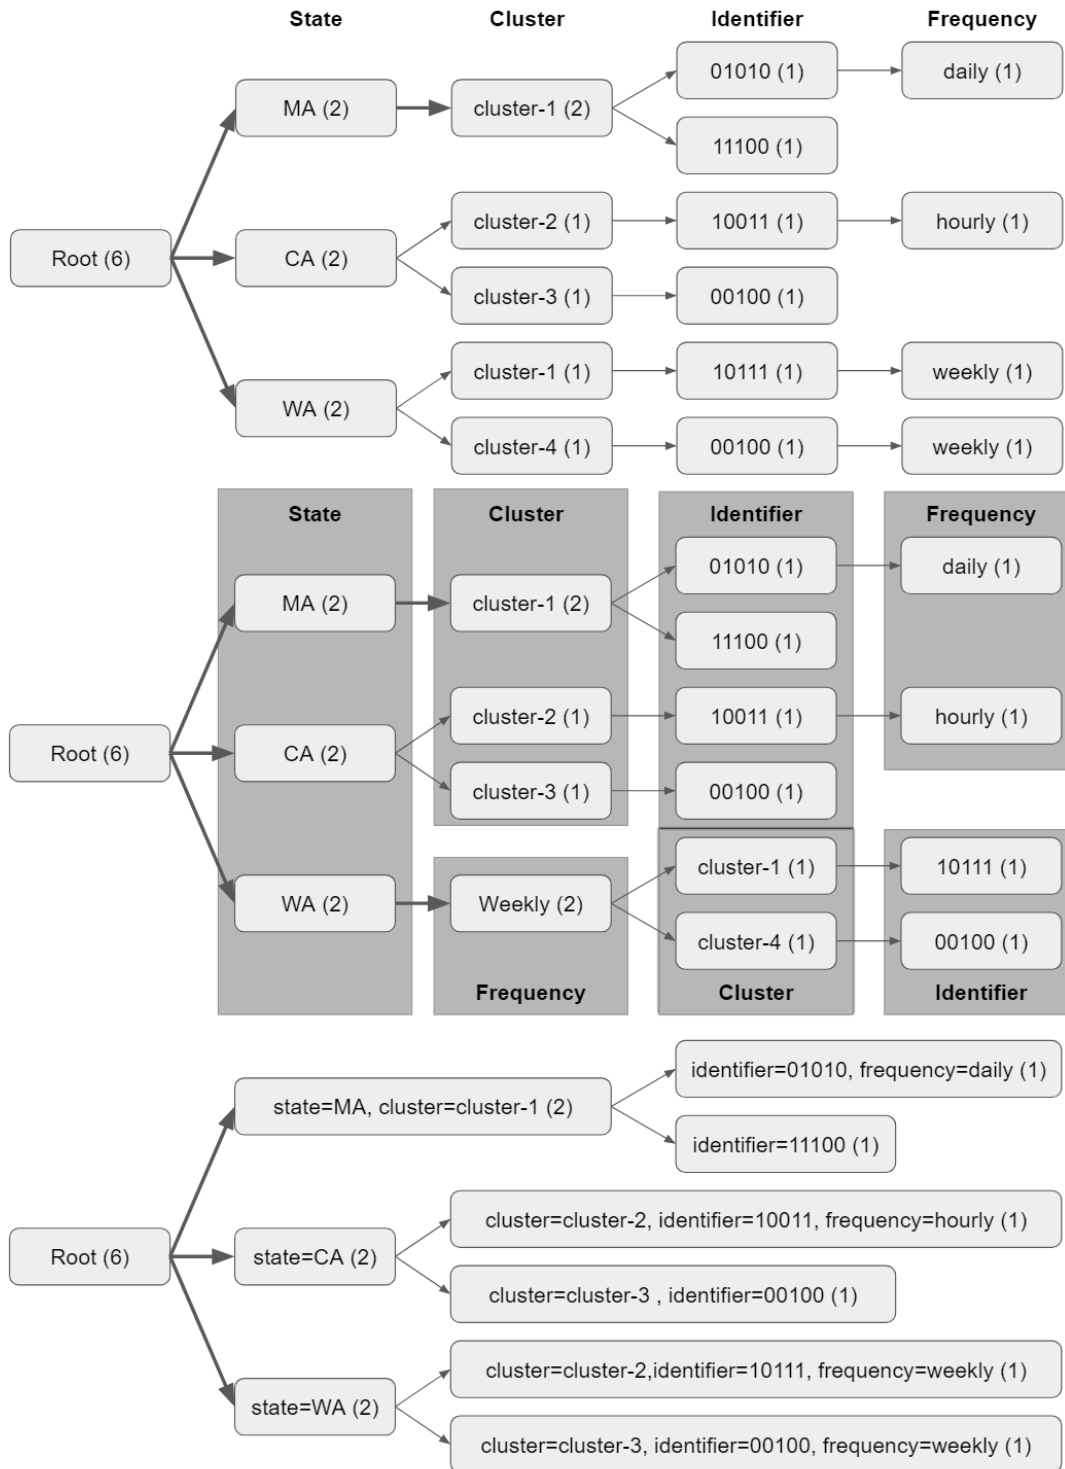 State Cluster Identifier Frequency
01010 (1) daily (1)
MA (2) cluster-1 (2)
11100 (1)
cluster-2 (1) 10011 (1) hourly (1)
Root (6) CA (2)
cluster-3 (1) 00100 (1)
cluster-1 (1) 10111 (1) weekly (1)
WA (2)
cluster-4 (1) 00100 (1) weekly (1)
State Cluster Identifier Frequency
01010 (1) daily (1)
MA (2) cluster-1 (2)
11100 (1)
cluster-2 (1) 10011 (1) hourly (1)
Root (6) CA (2)
cluster-3 (1) 00100 (1)
cluster-1 (1) 10111 (1)
WA (2) Weekly (2)
cluster-4 (1) 00100 (1)
Frequency Cluster Identifier
identifier=01010, frequency=daily (1)
state=MA, cluster=cluster-1 (2)
identifier=11100 (1)
cluster=cluster-2, identifier=10011, frequency=hourly (1)
Root (6) state=CA (2)
cluster=cluster-3 , identifier=00100 (1)
cluster=cluster-2,identifier=10111, frequency=weekly (1)
state=WA (2)
cluster=cluster-3, identifier=00100, frequency=weekly (1)